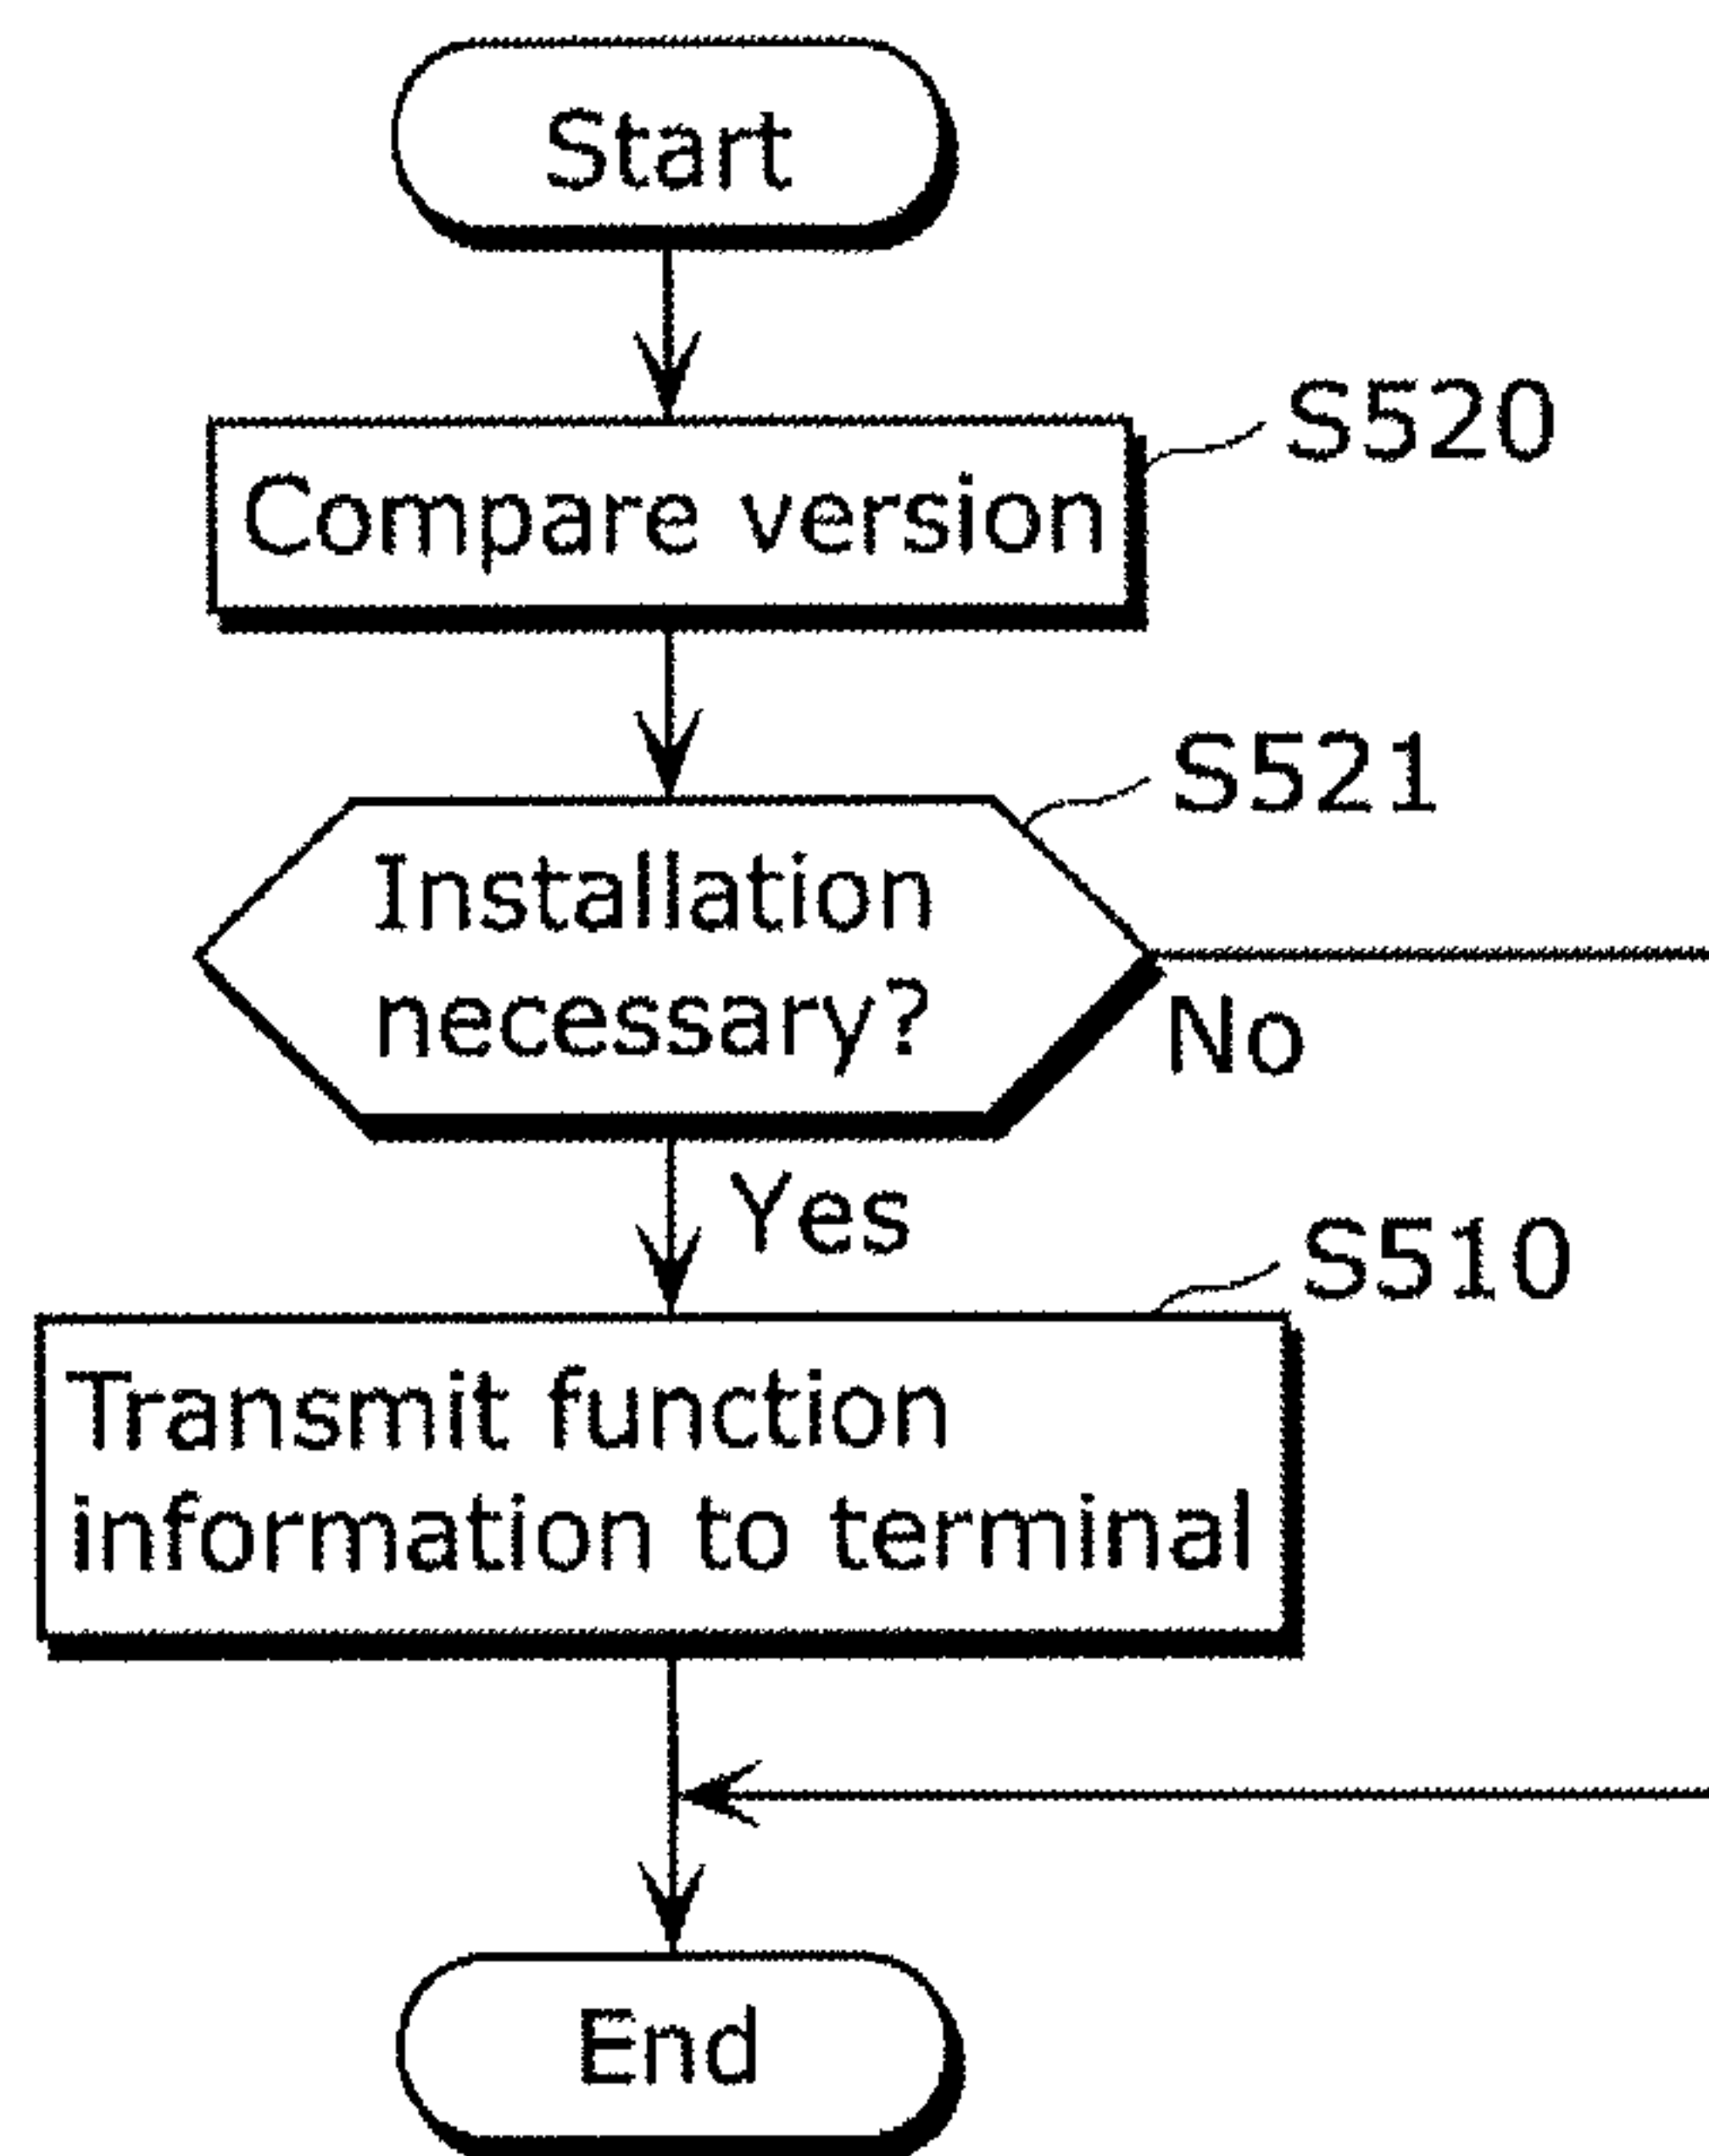 Start
S520
Compare version
S521
Installation
necessary?
No
Yes
S510
Transmit function
information to terminal
End